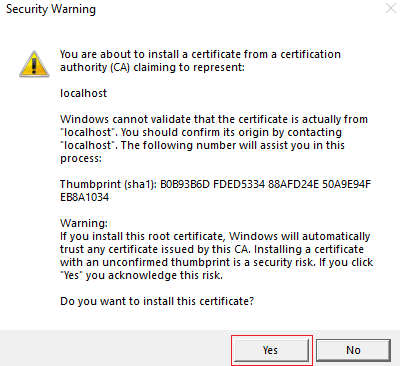 Security Warning
You are about to install a certificate from a certification
authority (CA) claiming to represent:
localhost
Windows cannot validate that the certificate is actually from
"localhost". You should confirm its origin by contacting
"localhost". The following number will assist you in this
process:
Thumbprint (sha1): B0B93B6D FDED5334 88AFD24E 50A9E94F
EB8A1034
Warning:
If you install this root certificate, Windows will automatically
trust any certificate issued by this CA. Installing a certificate
with an unconfirmed thumbprint is a security risk. If you click
"Yes" you acknowledge this risk.
Do you want to install this certificate?
Yes
No